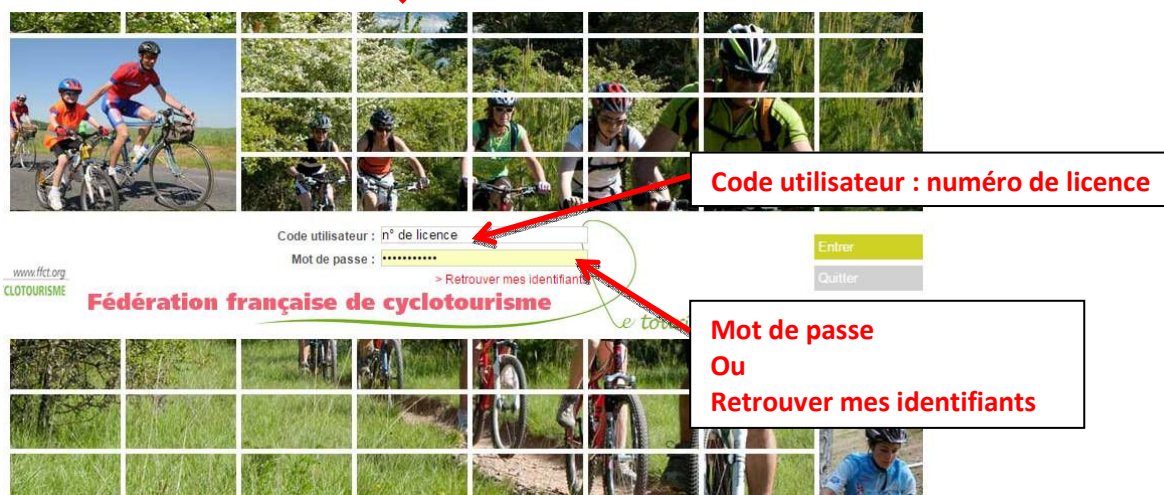 Code utilisateur : numéro de licence
Code utilisateur : n° de licence
Entrer
Mot de passe : •••••••••••
Quitter
> Retrouver mes identifiants
www.ffct.org
CLOTOURISME
Fédération française de cyclotourisme
Mot de passe
Ou
Retrouver mes identifiants